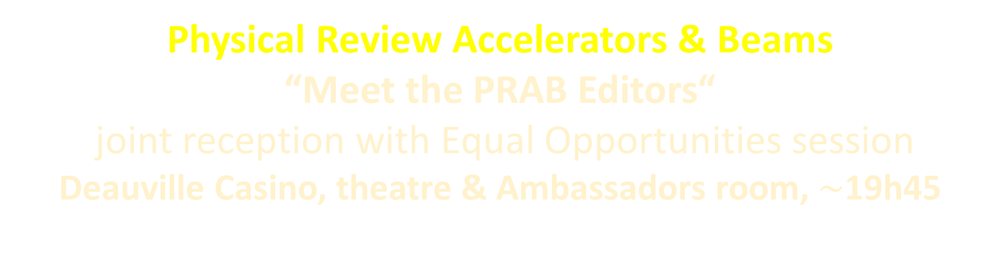 Physical Review Accelerators & Beams
“Meet the PRAB Editors“
joint reception with Equal Opportunities session
Deauville Casino, theatre & Ambassadors room, ~19h45